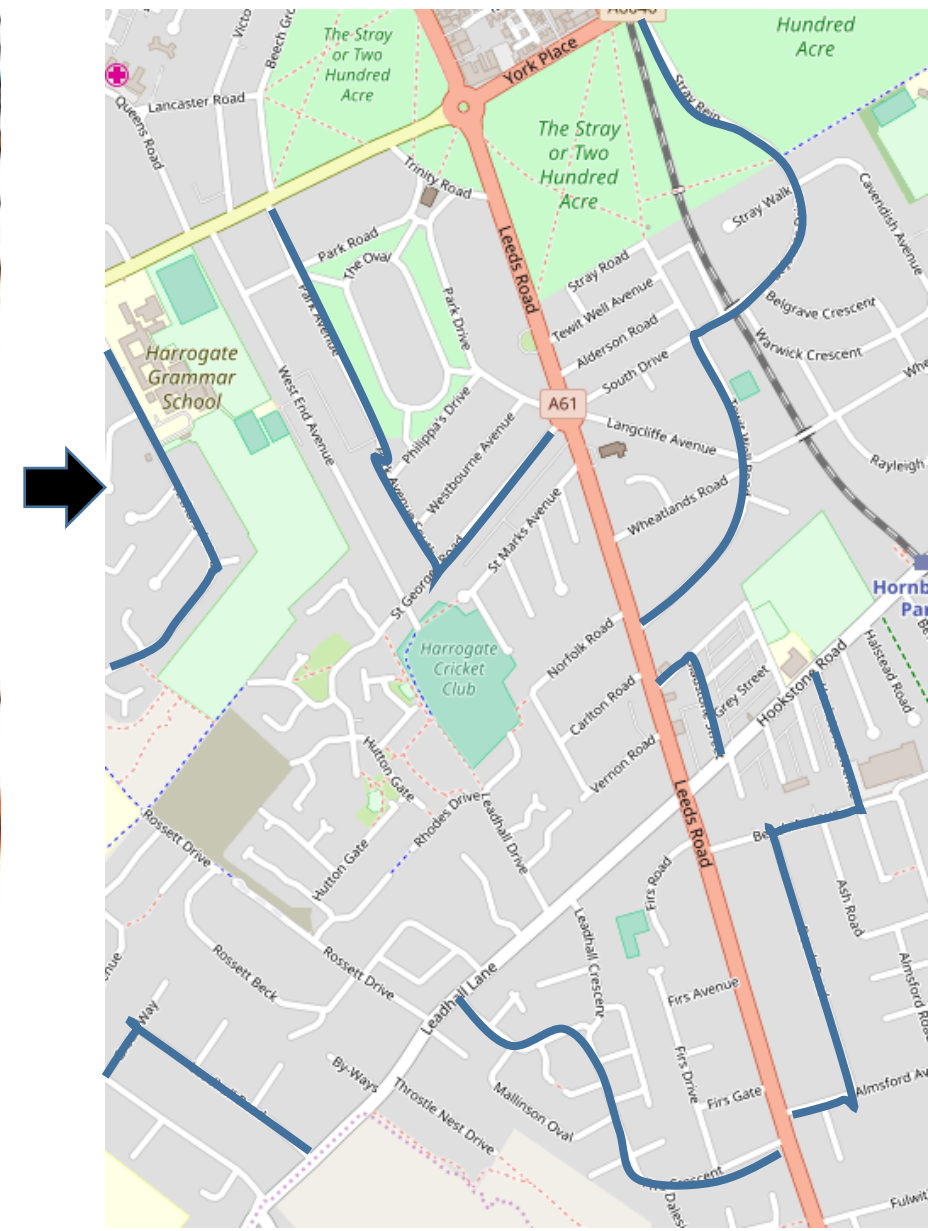 The Stray
or Two
Hundred
Acre
York Place
Hundred
Acre
Lancaster Road
Queens Road
Stray Rein
The Stray
or Two
Hundred
Acre
Trinity Road
Leeds Road
Stray Walk
Cavendish Avenue
Park Road
The Oval
Stray Road
Park Avenue
Park Drive
Tewit Well Avenue
Belgrave Crescent
Alderson Road
Warwick Crescent
Harrogate
Grammar
School
South Drive
West End Avenue
Philippa's Drive
A61
Langcliffe Avenue
Westbourne Avenue
Rayleigh
Wheatlands Road
St Marks Avenue
Road
Hornb
Par
Harrogate
Cricket
Club
Norfolk Road
Halstead Road
Hookstone Road
Grey Street
Carlton Road
Vernon Road
Hutton Gate
Leeds Road
Rhodes Drive
Leadhall Drive
Rossett Drive
Hutton Gate
Firs Road
Ash Road
Leadhall Crescent
Rossett Drive
Rossett Beck
Leadhall Lane
Almsford Road
Firs Avenue
Way
By-Ways
Firs Drive
Throstle Nest Drive
Mallinson Oval
Firs Gate
Almsford Av
Crescent
Fulwit